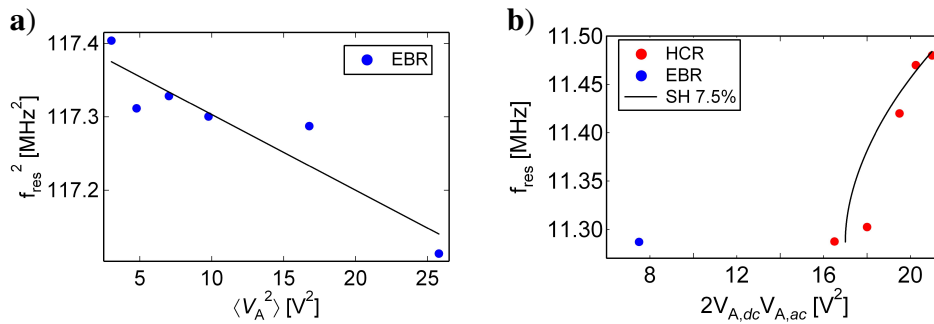 a)
117.4
117.3
117.2
f_res^2 [MHz^2]
EBR
5
10
15
20
25
⟨V_A^2⟩ [V^2]
b)
11.50
11.45
11.40
11.35
11.30
f_res [MHz]
HCR
EBR
SH 7.5%
8
12
16
20
2V_A,dc V_A,ac [V^2]